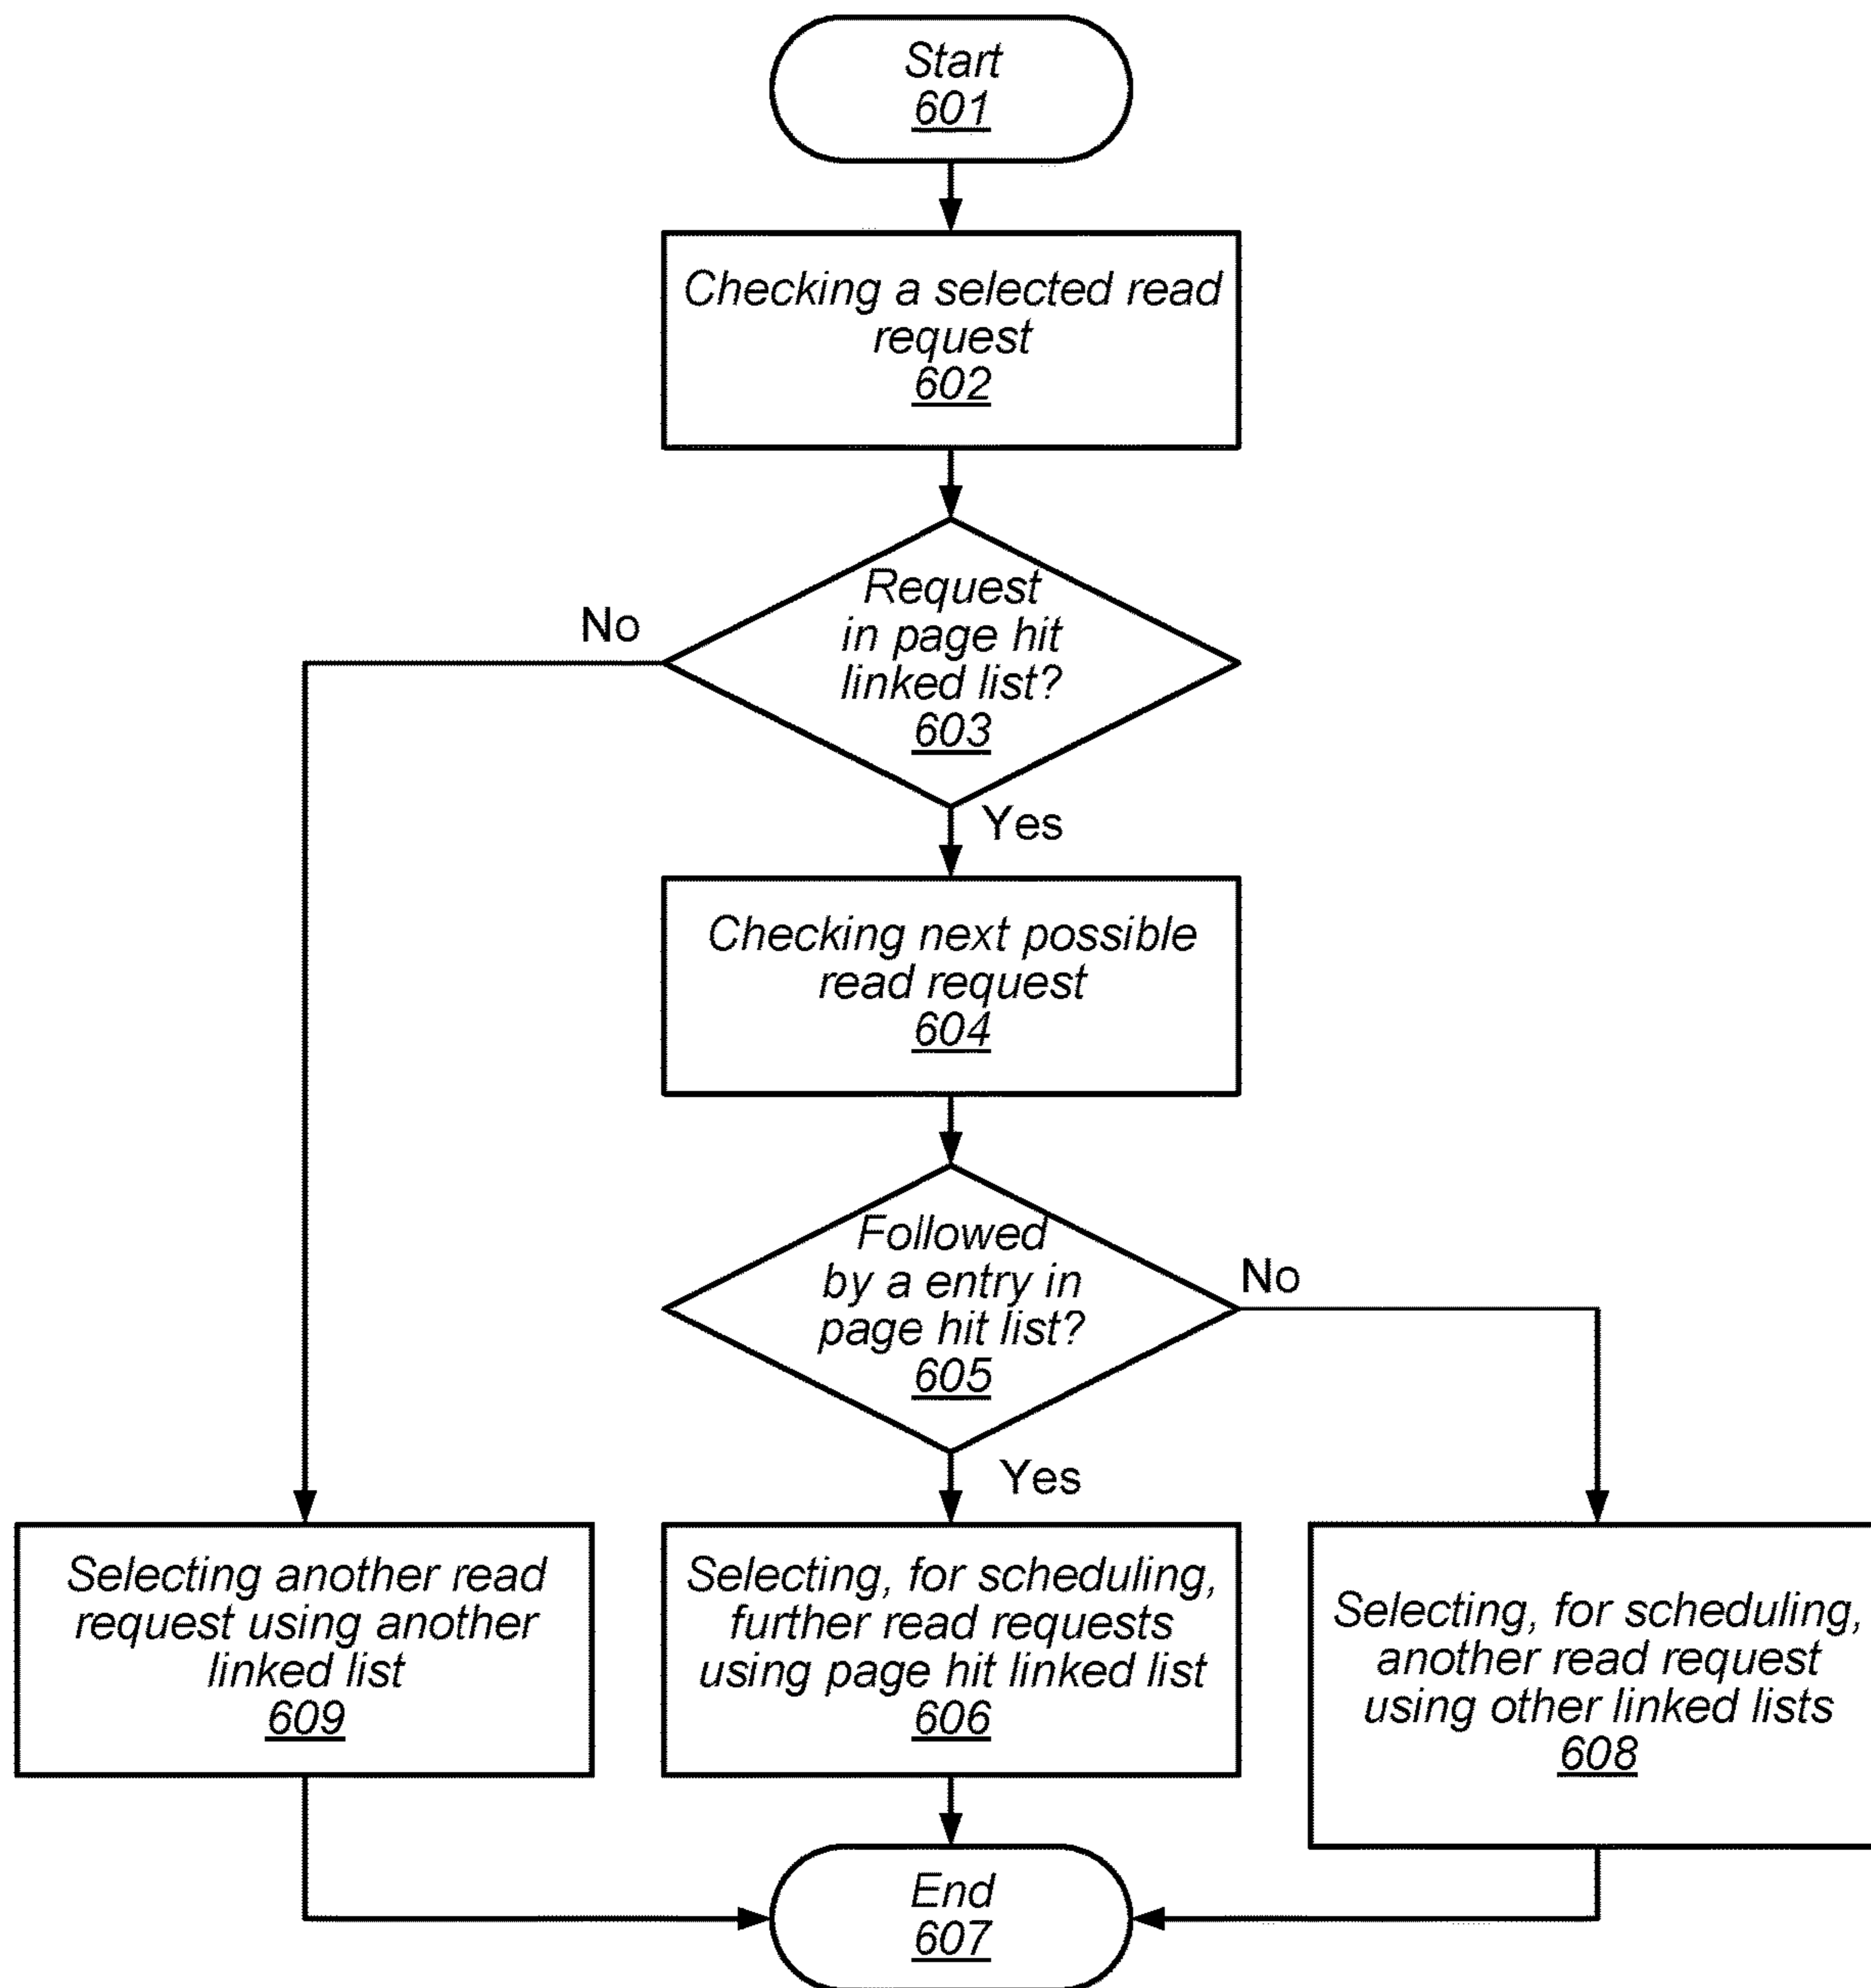 Start
601
Checking a selected read
request
602
Request
in page hit
linked list?
603
No
Yes
Checking next possible
read request
604
Followed
by a entry in
page hit list?
605
No
Yes
Selecting another read
request using another
linked list
609
Selecting, for scheduling,
further read requests
using page hit linked list
606
Selecting, for scheduling,
another read request
using other linked lists
608
End
607